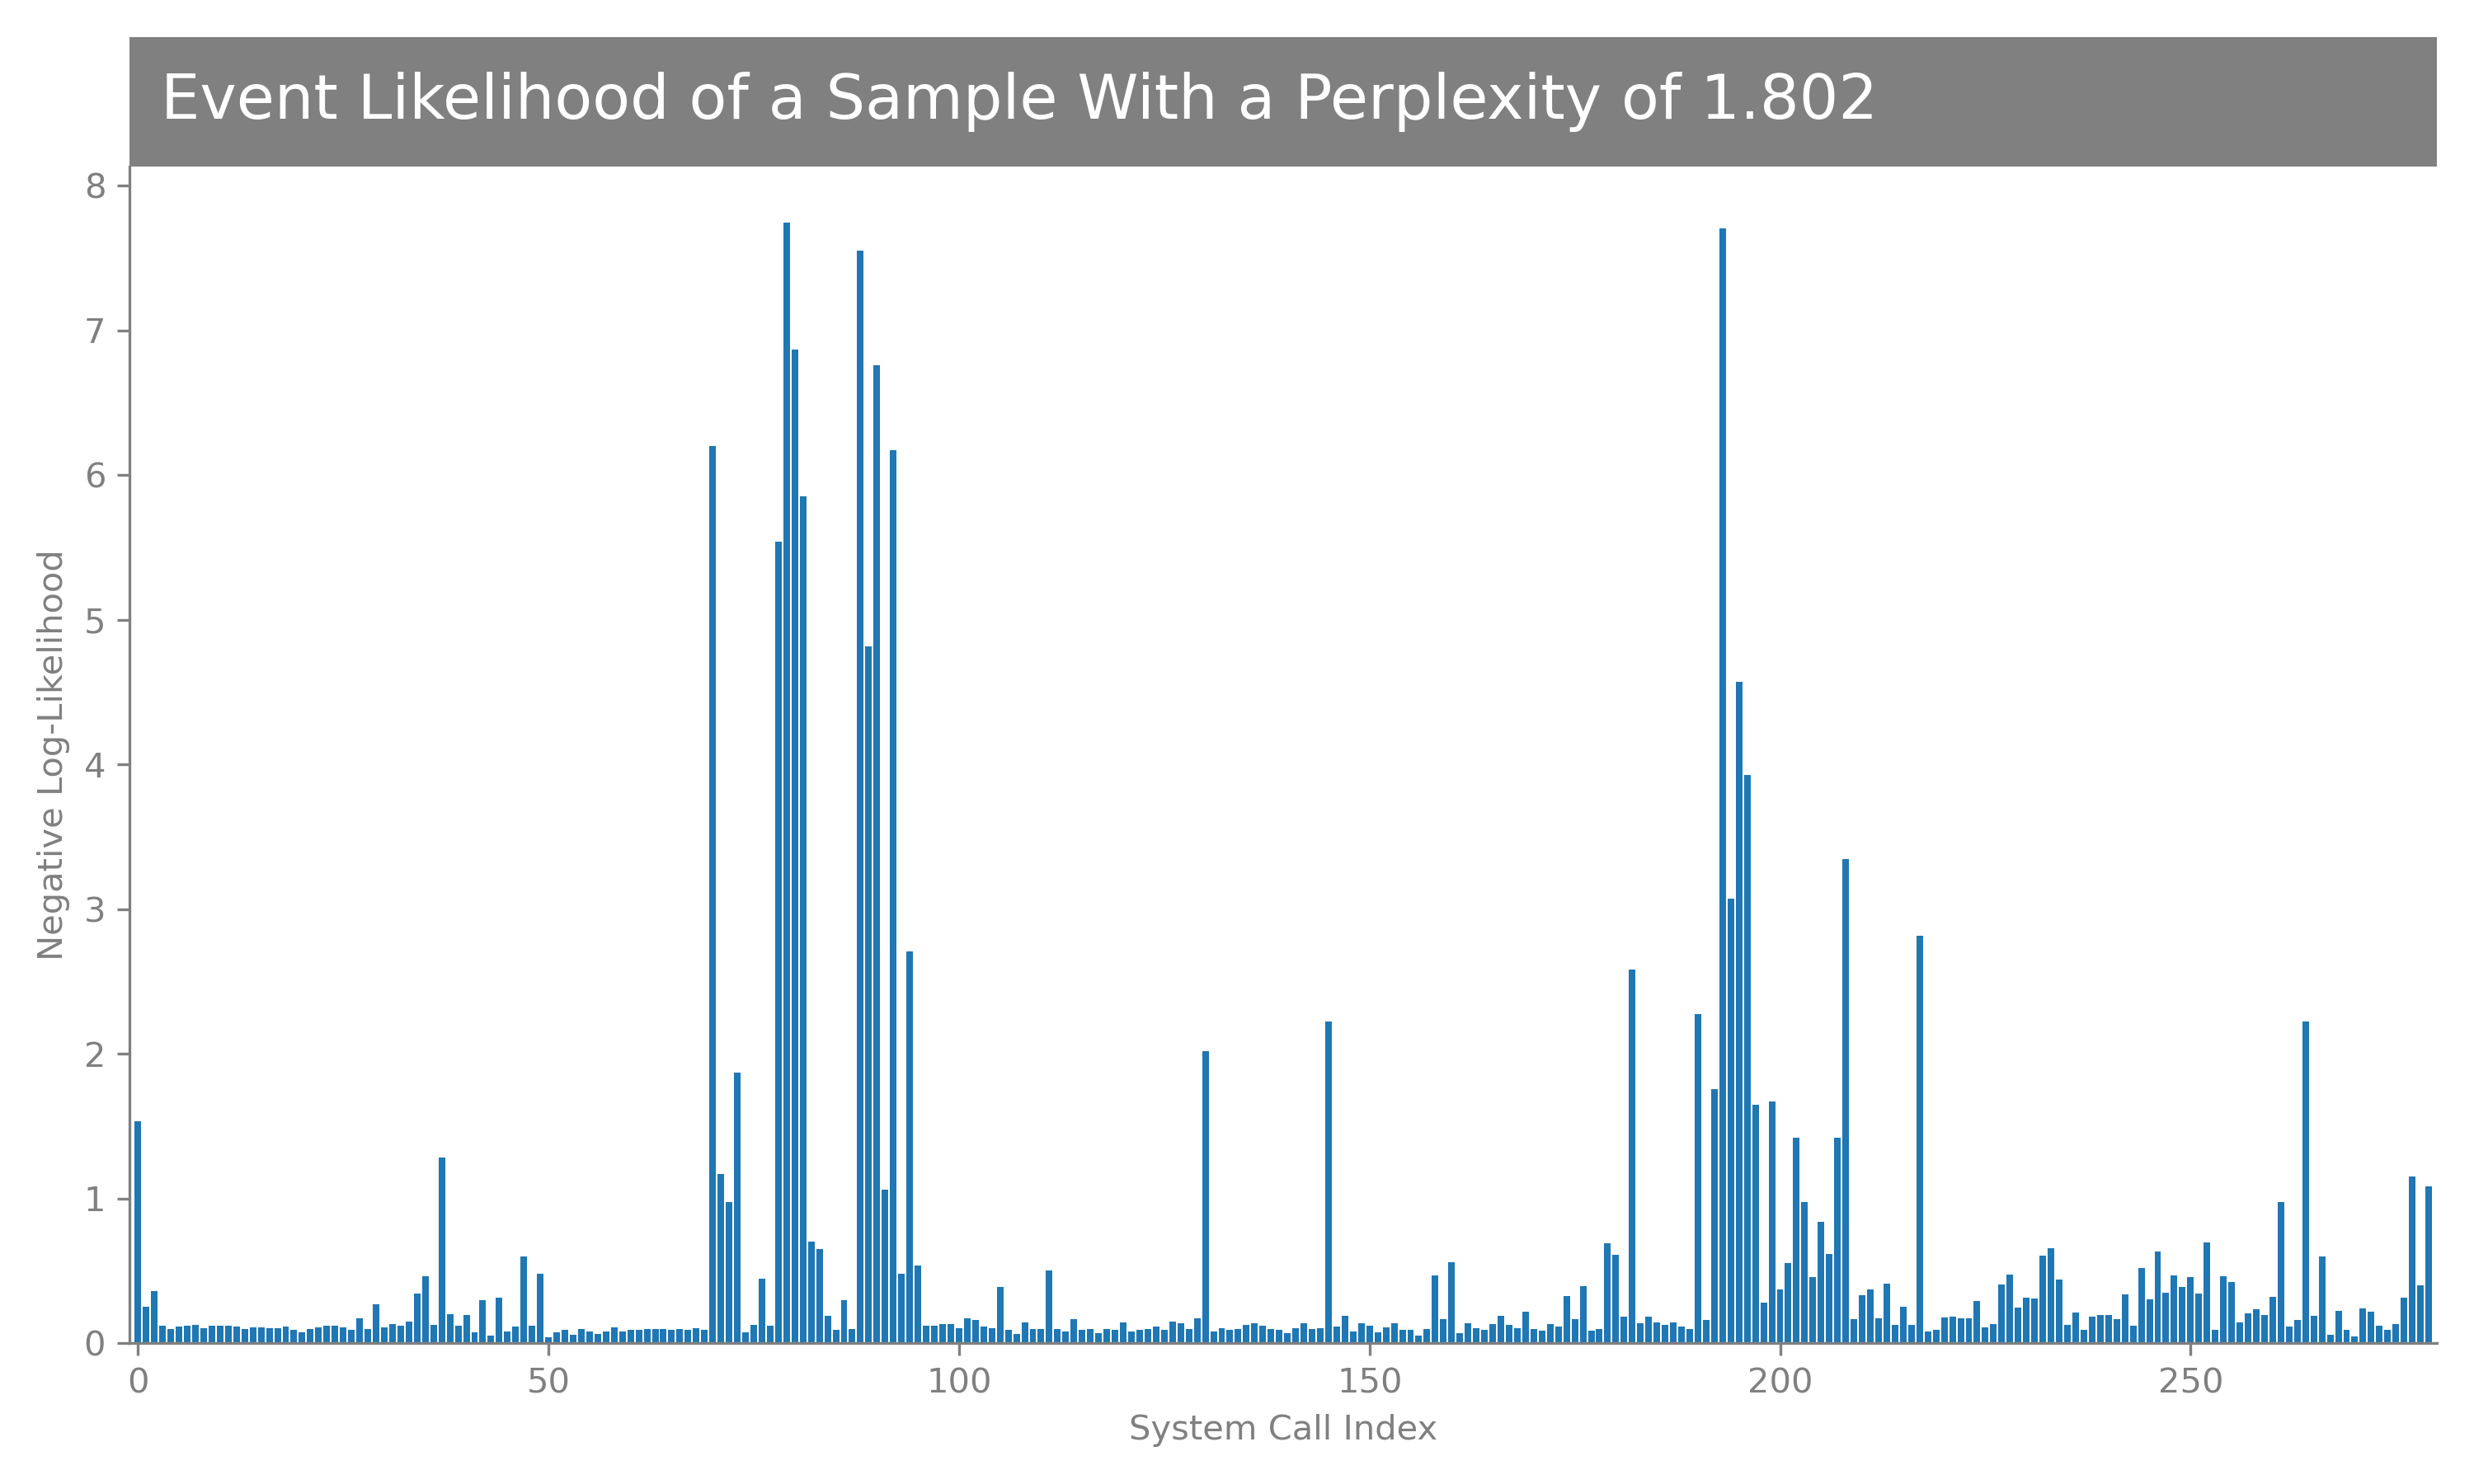 Event Likelihood of a Sample With a Perplexity of 1.802
8
7
6
5
4
3
2
1
0
Negative Log-Likelihood
0 50 100 150 200 250
System Call Index